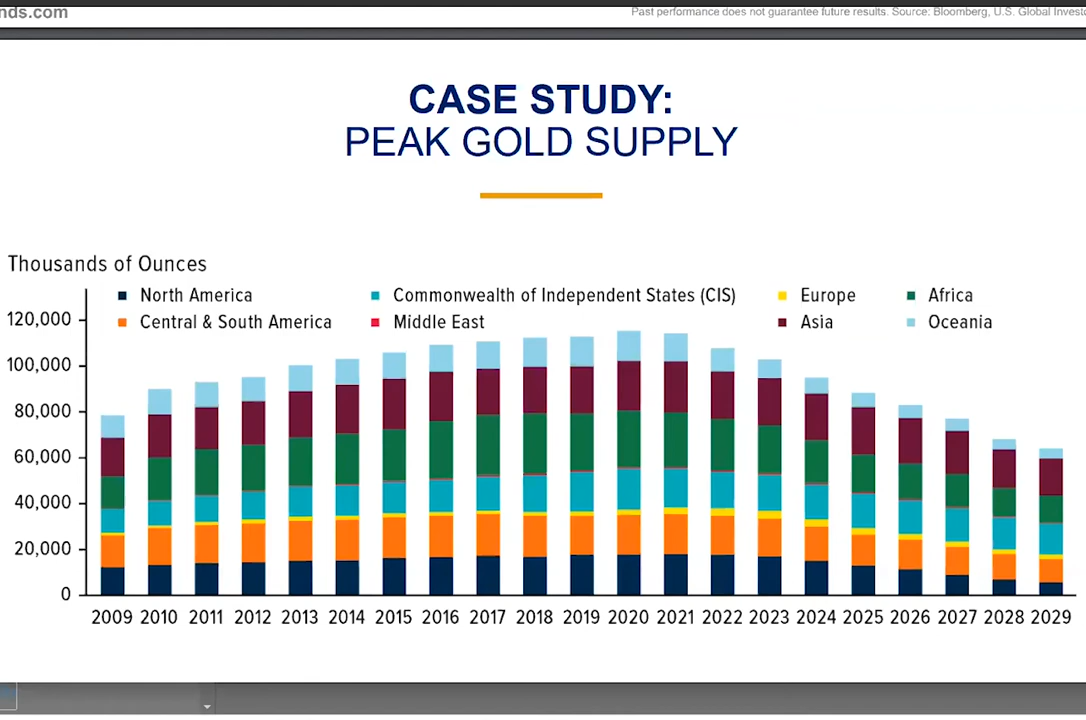 nds.com
Past performance does not guarantee future results. Source: Bloomberg, U.S. Global Investo
CASE STUDY:
PEAK GOLD SUPPLY
Thousands of Ounces
North America
Commonwealth of Independent States (CIS)
Europe
Africa
Central & South America
Middle East
Asia
Oceania
120,000
100,000
80,000
60,000
40,000
20,000
0
2009 2010 2011 2012 2013 2014 2015 2016 2017 2018 2019 2020 2021 2022 2023 2024 2025 2026 2027 2028 2029